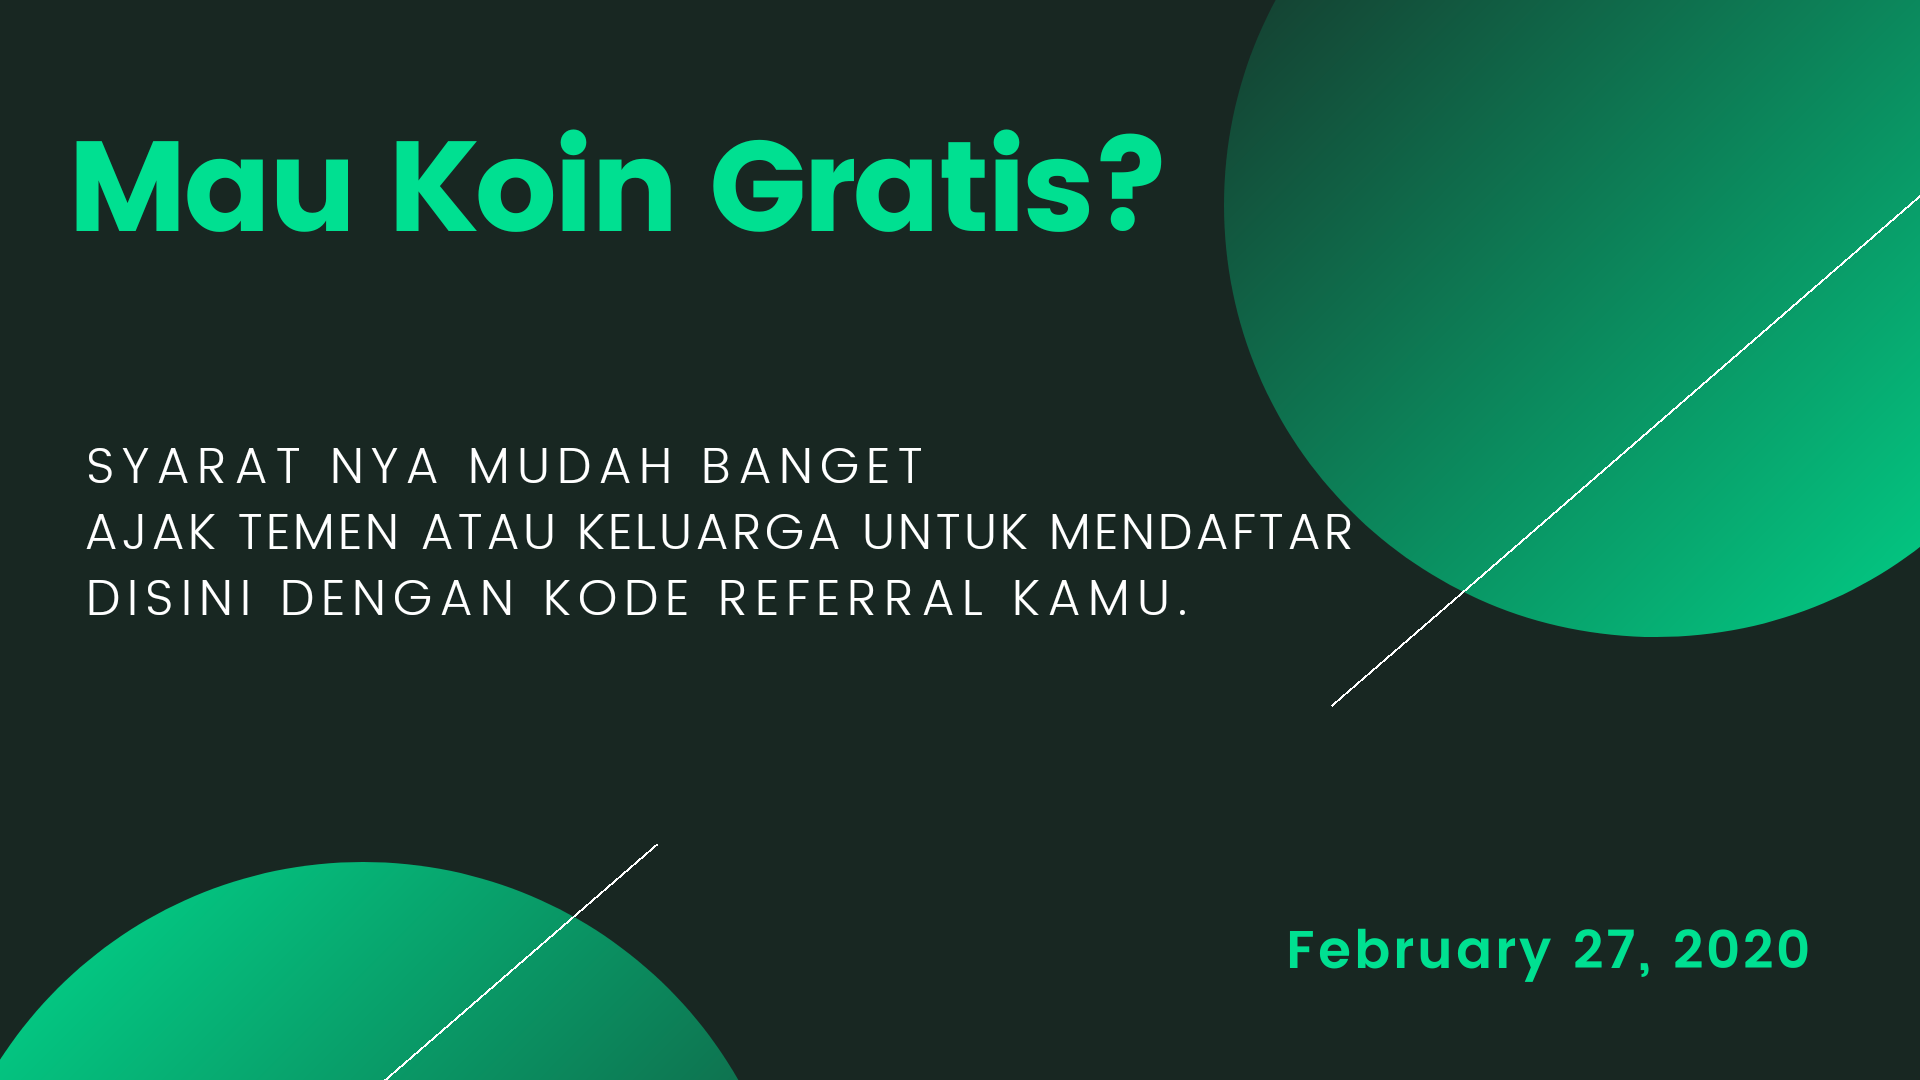 Mau Koin Gratis?
SYARAT NYA MUDAH BANGET
AJAK TEMEN ATAU KELUARGA UNTUK MENDAFTAR
DISINI DENGAN KODE REFERRAL KAMU.
February 27, 2020